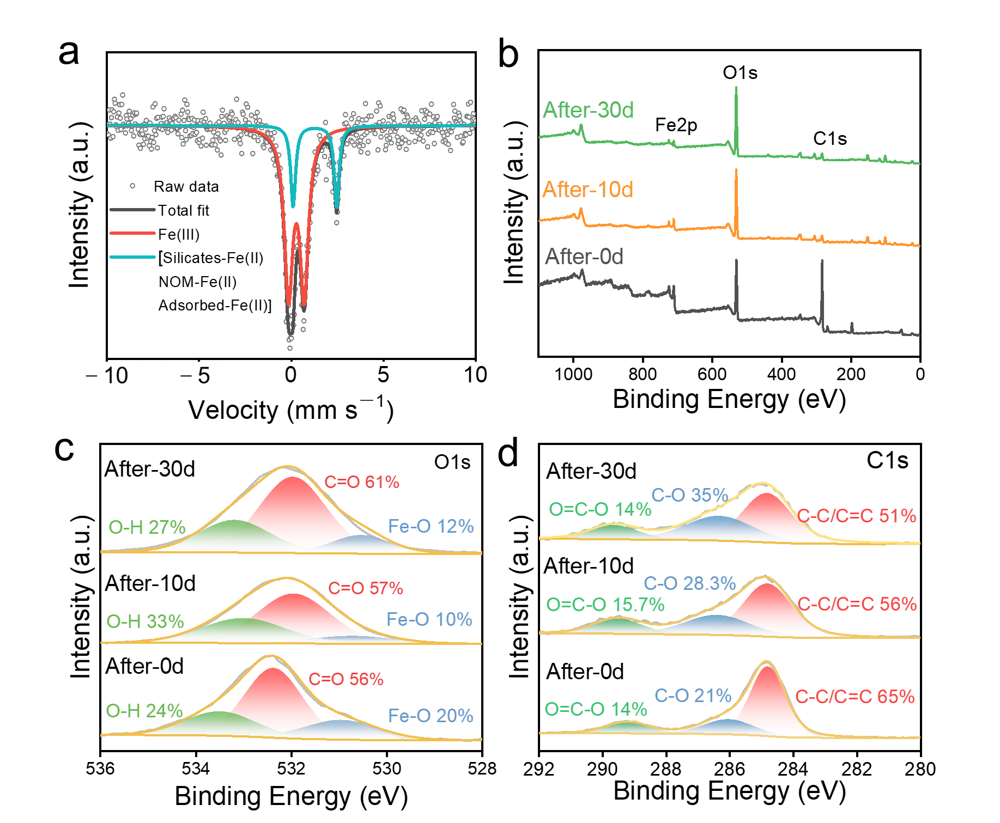 a
Intensity (a.u.)
Raw data
Total fit
Fe(III)
[Silicates-Fe(II)
NOM-Fe(II)
Adsorbed-Fe(II)]
−10 −5 0 5 10
Velocity (mm s⁻¹)
b
Intensity (a.u.)
O1s
After-30d
Fe2p
C1s
After-10d
After-0d
1000 800 600 400 200 0
Binding Energy (eV)
c
Intensity (a.u.)
O1s
After-30d
C=O 61%
O-H 27%
Fe-O 12%
After-10d
C=O 57%
O-H 33%
Fe-O 10%
After-0d
C=O 56%
O-H 24%
Fe-O 20%
536 534 532 530 528
Binding Energy (eV)
d
Intensity (a.u.)
C1s
After-30d
C-O 35%
O=C-O 14%
C-C/C=C 51%
After-10d
C-O 28.3%
O=C-O 15.7%
C-C/C=C 56%
After-0d
C-O 21%
C-C/C=C 65%
O=C-O 14%
292 290 288 286 284 282 280
Binding Energy (eV)